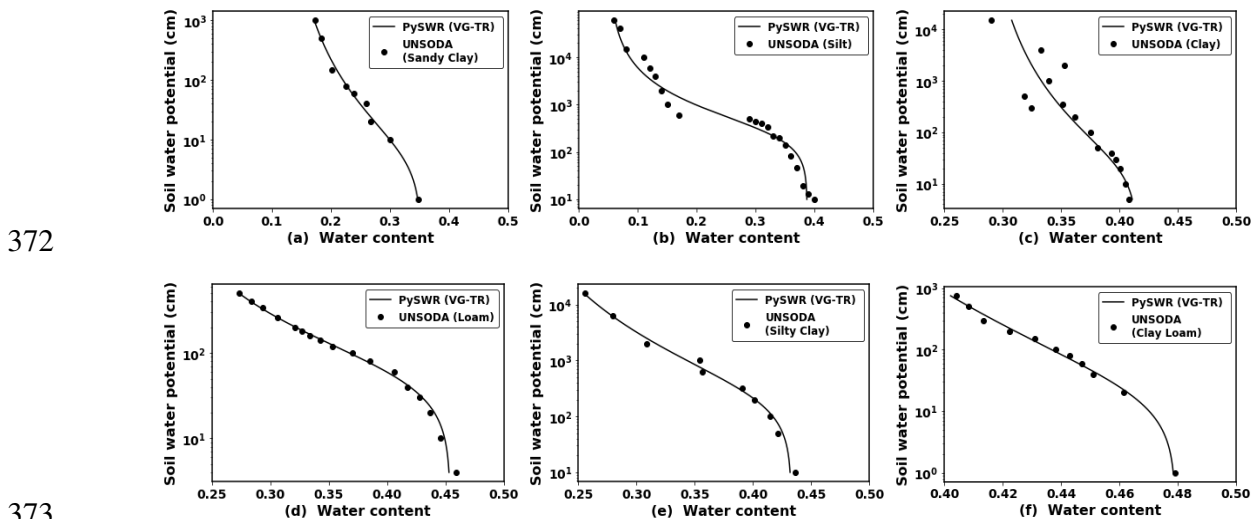 10³
10²
10¹
10⁰
Soil water potential (cm)
PySWR (VG-TR)
UNSODA
(Sandy Clay)
0.0 0.1 0.2 0.3 0.4 0.5
(a) Water content
10⁴
10³
10²
10¹
Soil water potential (cm)
PySWR (VG-TR)
UNSODA (Silt)
0.0 0.1 0.2 0.3 0.4 0.5
(b) Water content
10⁴
10³
10²
10¹
Soil water potential (cm)
PySWR (VG-TR)
UNSODA (Clay)
0.25 0.30 0.35 0.40 0.45 0.50
(c) Water content
372
10²
10¹
Soil water potential (cm)
PySWR (VG-TR)
UNSODA (Loam)
0.25 0.30 0.35 0.40 0.45 0.50
(d) Water content
10⁴
10³
10²
10¹
Soil water potential (cm)
PySWR (VG-TR)
UNSODA
(Silty Clay)
0.25 0.30 0.35 0.40 0.45 0.50
(e) Water content
10³
10²
10¹
10⁰
Soil water potential (cm)
PySWR (VG-TR)
UNSODA
(Clay Loam)
0.40 0.42 0.44 0.46 0.48 0.50
(f) Water content
373